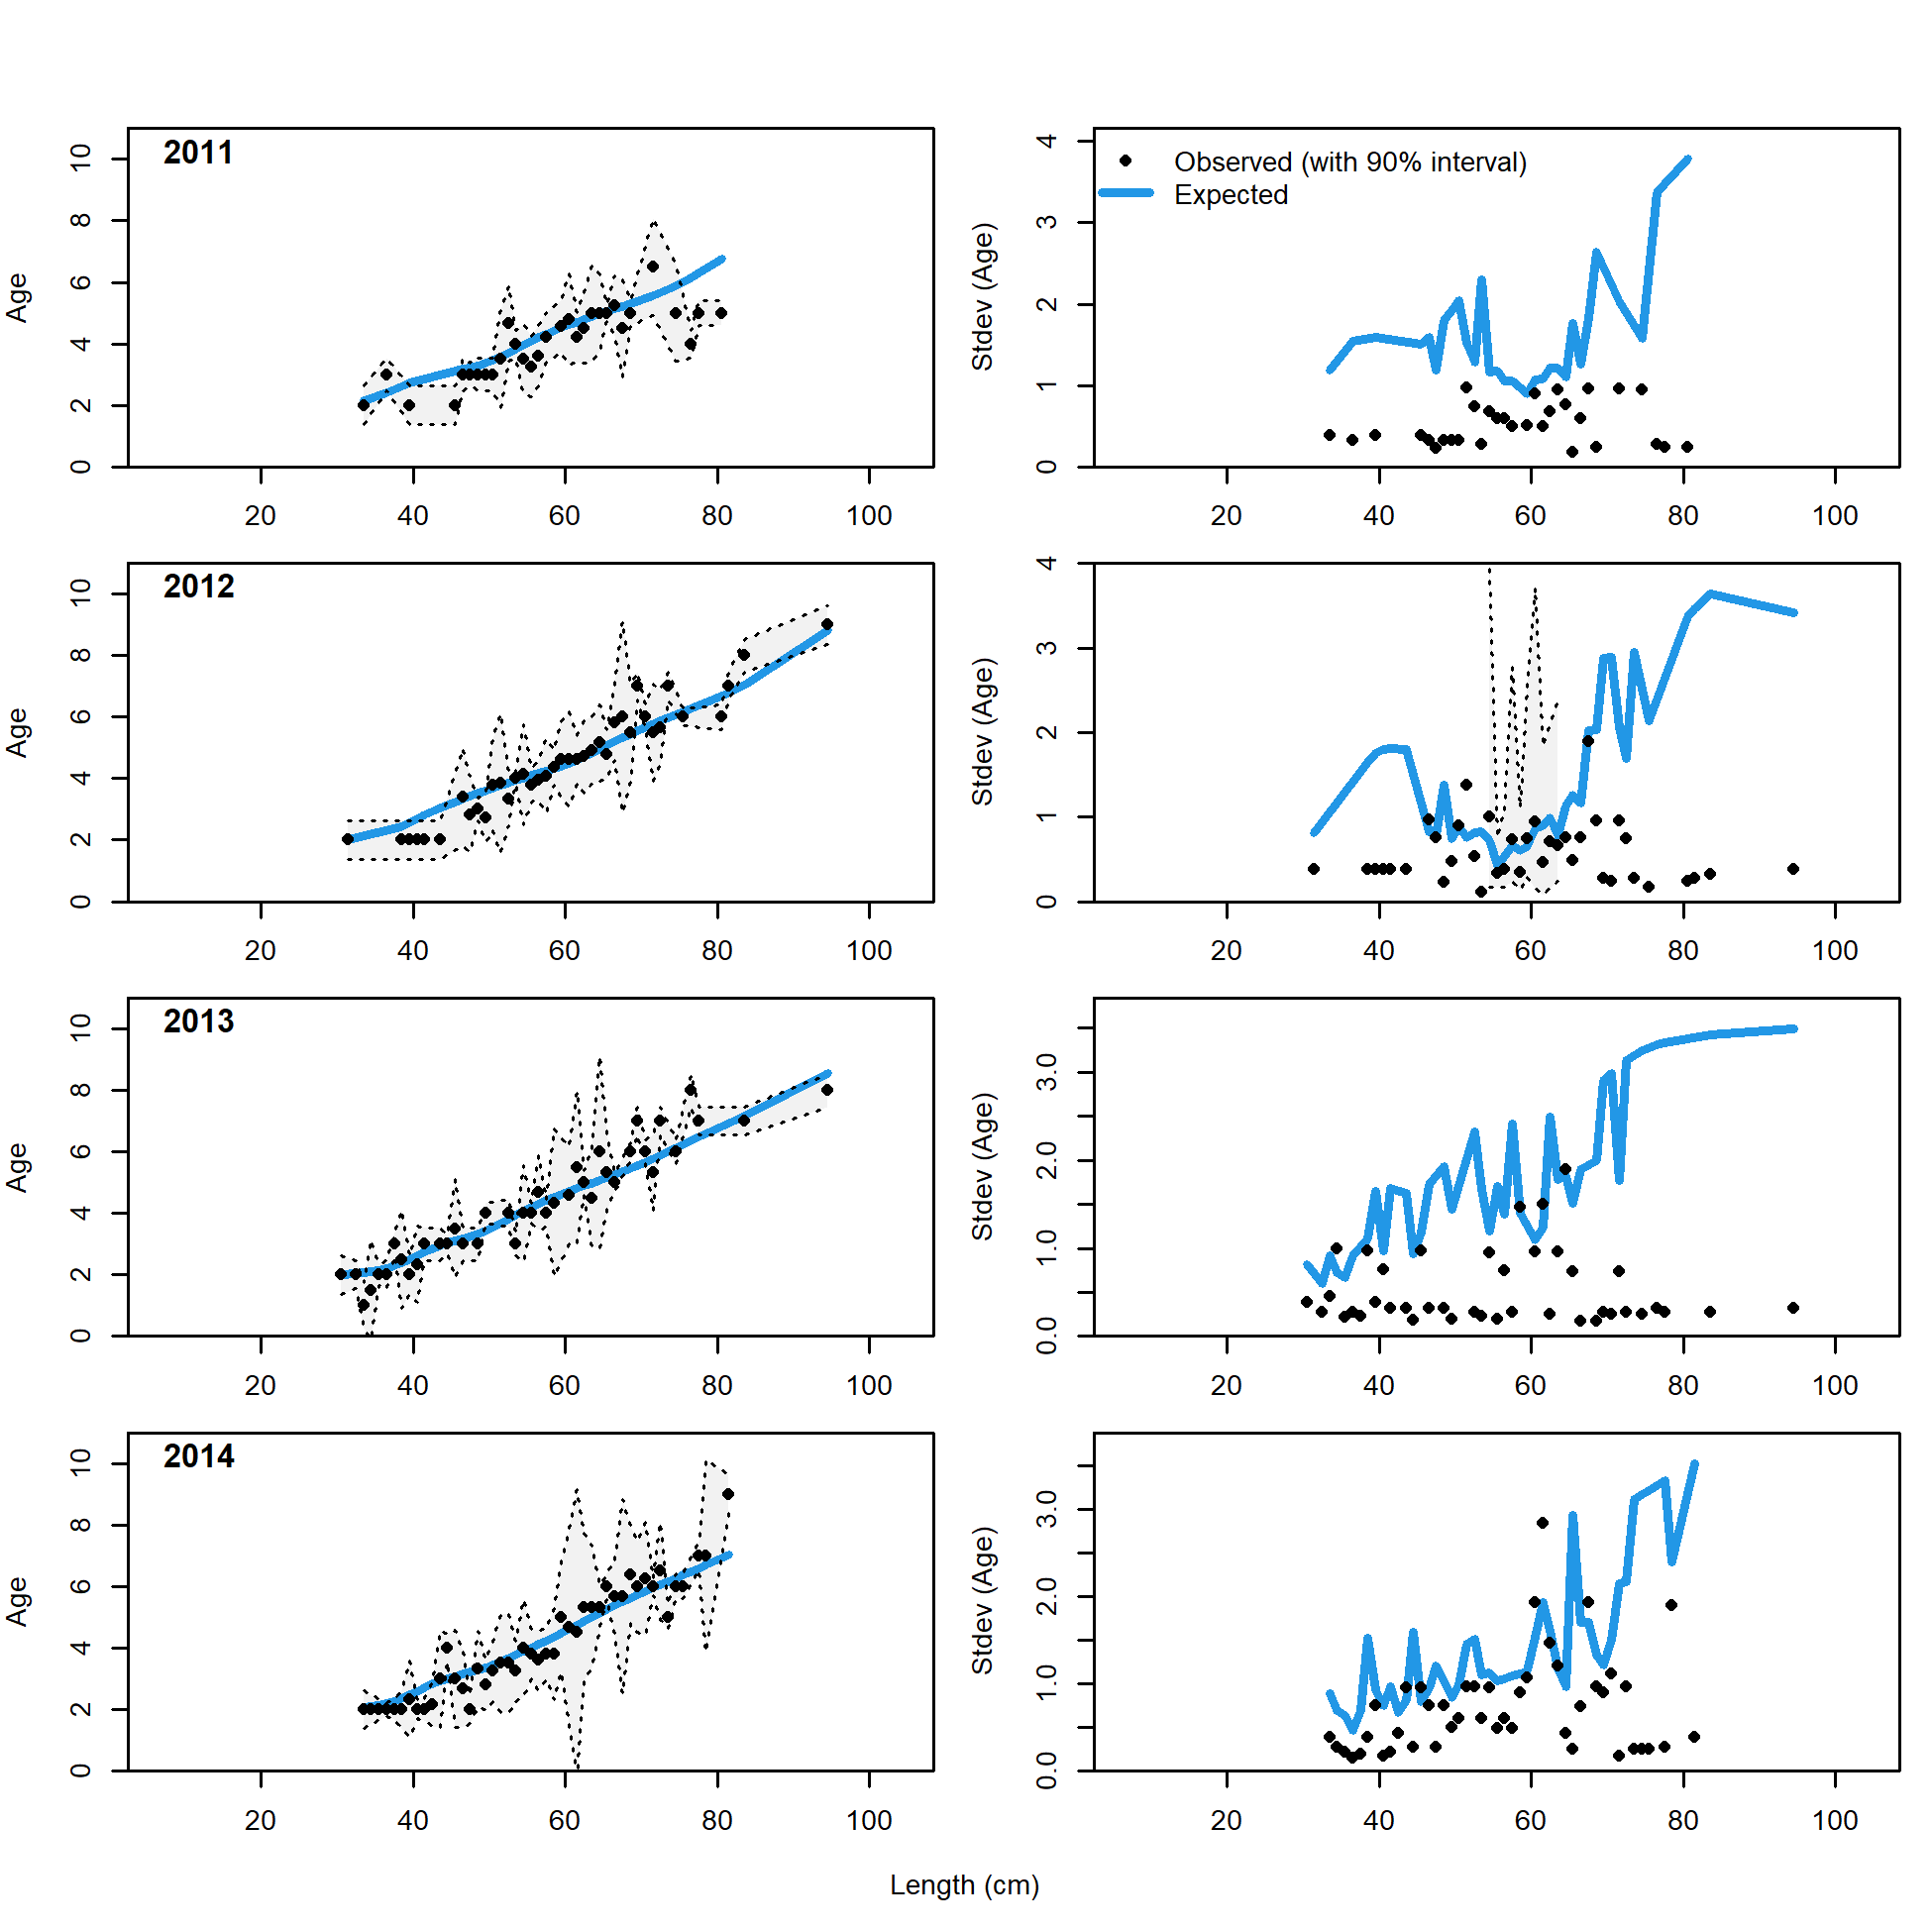 2011
Age
0 2 4 6 8 10
20 40 60 80 100
Observed (with 90% interval)
Expected
Stdev (Age)
0 1 2 3 4
20 40 60 80 100
2012
Age
0 2 4 6 8 10
20 40 60 80 100
Stdev (Age)
0 1 2 3 4
20 40 60 80 100
2013
Age
0 2 4 6 8 10
20 40 60 80 100
Stdev (Age)
0.0 1.0 2.0 3.0
20 40 60 80 100
2014
Age
0 2 4 6 8 10
20 40 60 80 100
Stdev (Age)
0.0 1.0 2.0 3.0
20 40 60 80 100
Length (cm)